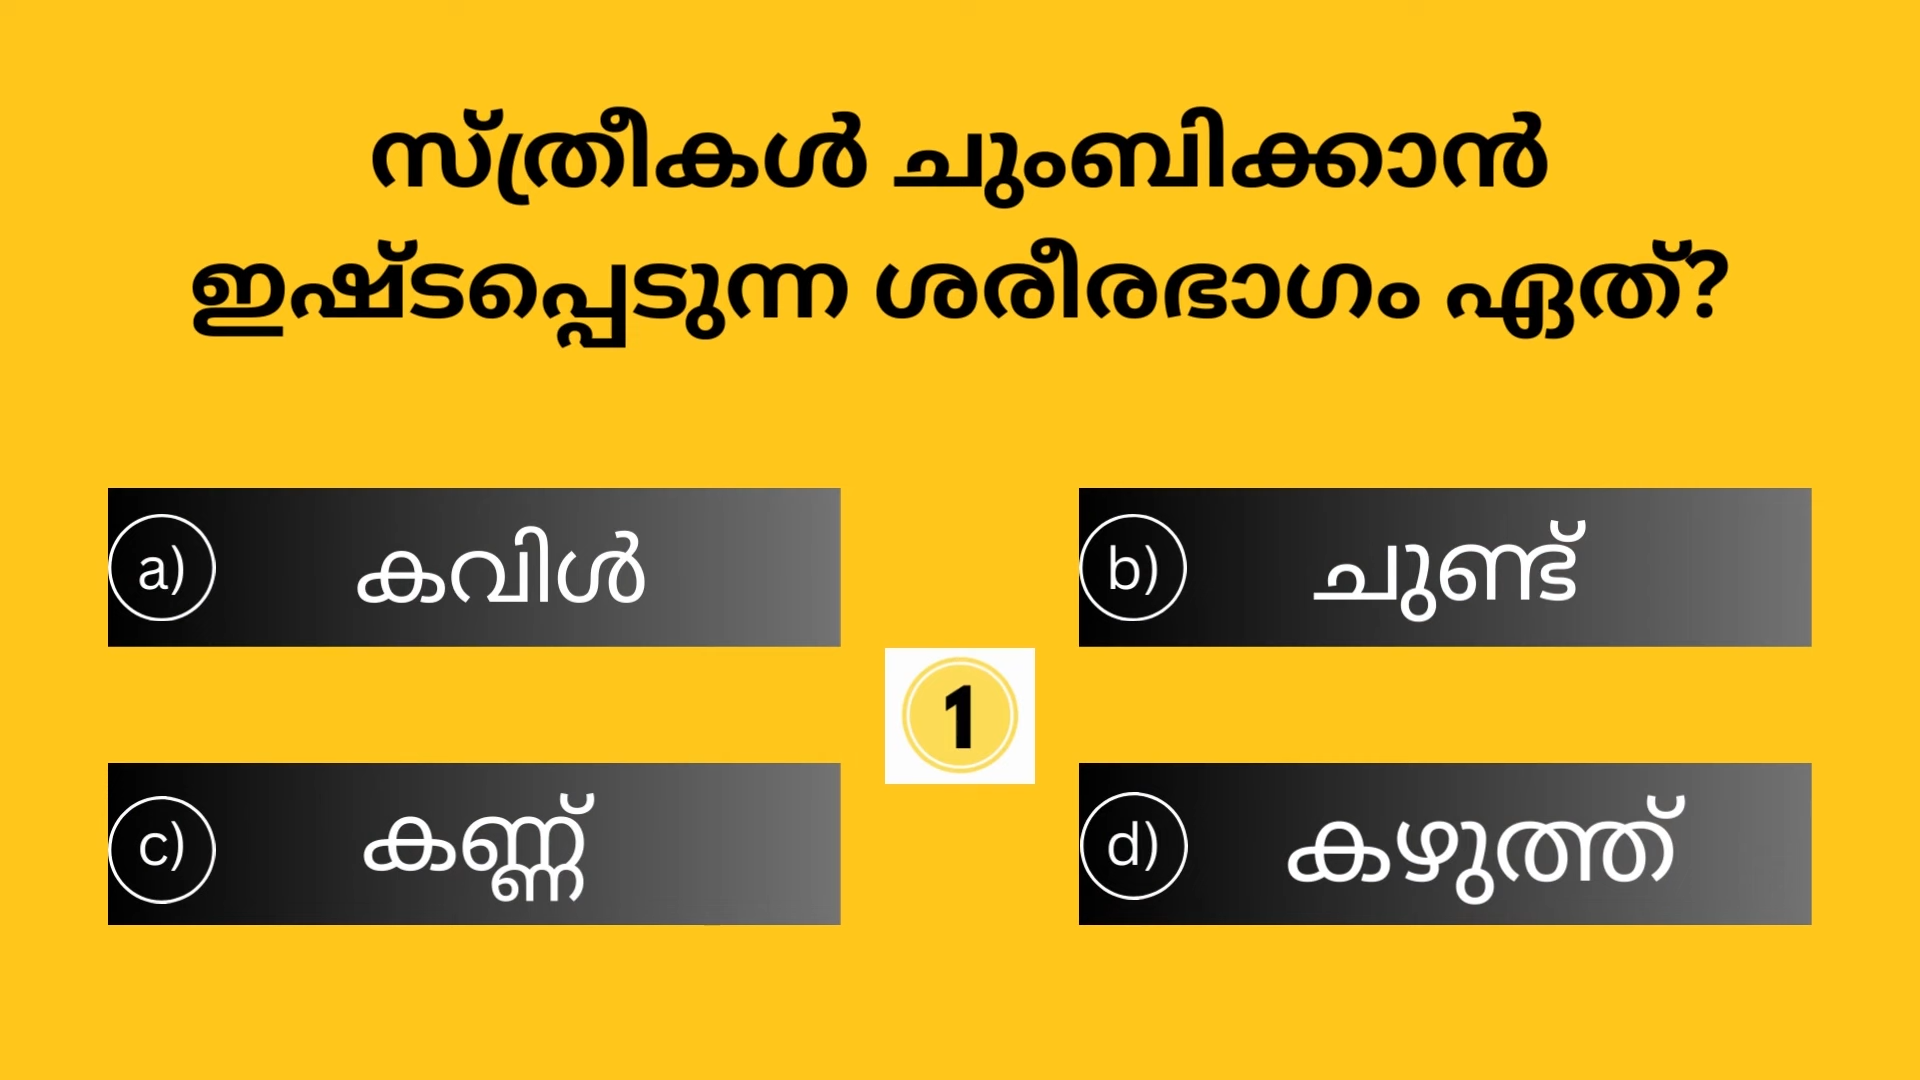 സ്ത്രീകൾ ചുംബിക്കാൻ
ഇഷ്ടപ്പെടുന്ന ശരീരഭാഗം ഏത്?
a) കവിൾ
b) ചുണ്ട്
1
c) കണ്ണ്
d) കഴുത്ത്